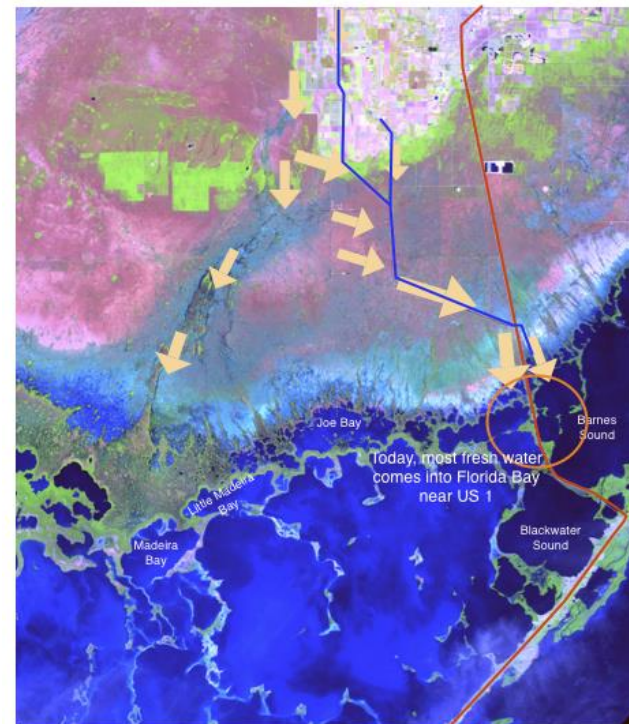 Joe Bay
Barnes
Sound
Today, most fresh water
comes into Florida Bay
near US 1
Little Madeira
Bay
Blackwater
Sound
Madeira
Bay